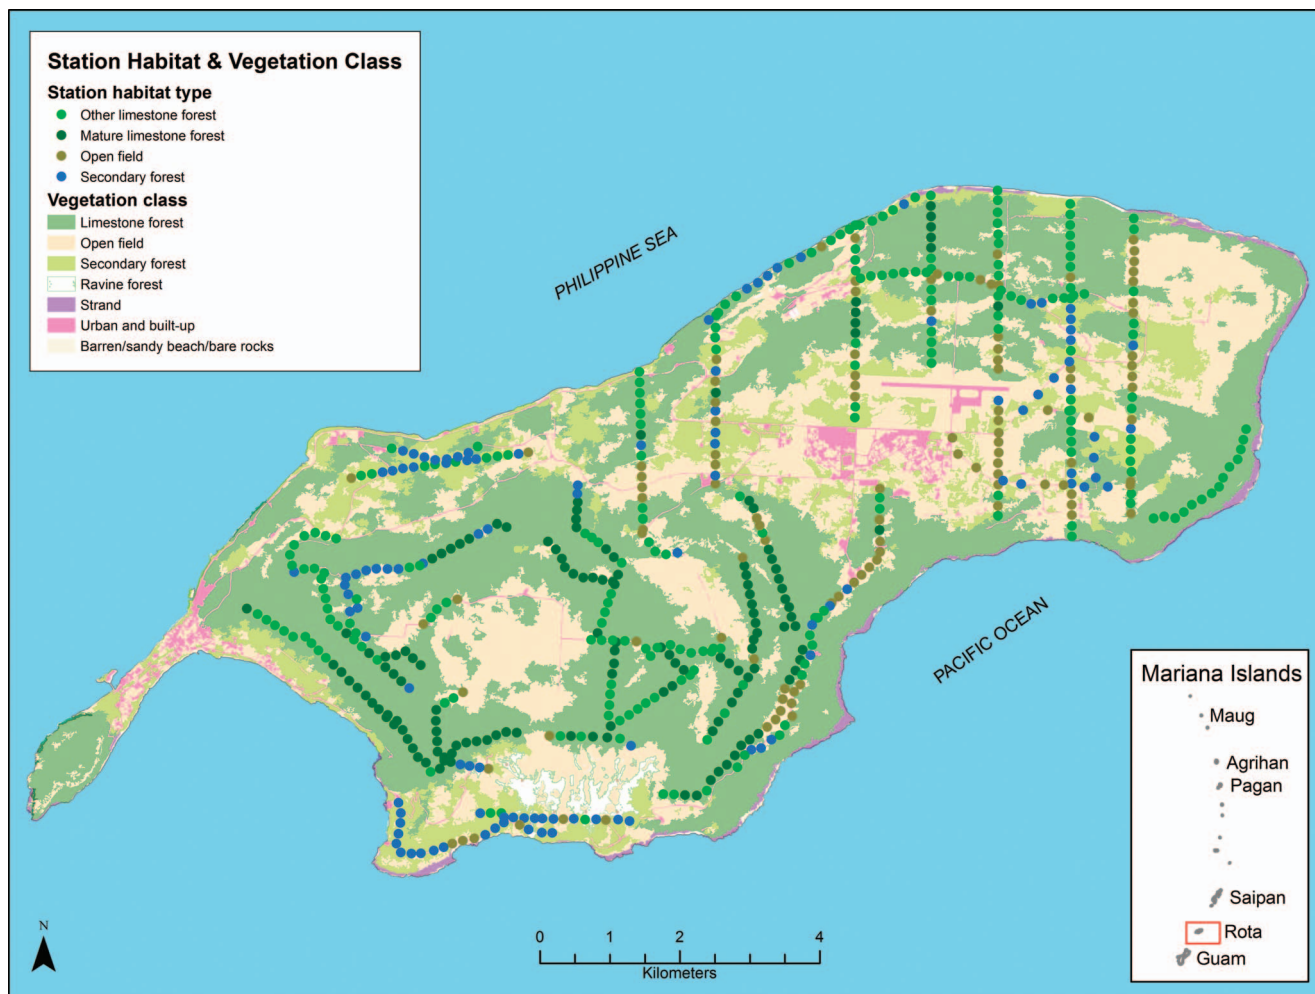 Station Habitat & Vegetation Class
Station habitat type
Other limestone forest
Mature limestone forest
Open field
Secondary forest
Vegetation class
Limestone forest
Open field
Secondary forest
Ravine forest
Strand
Urban and built-up
Barren/sandy beach/bare rocks
PHILIPPINE SEA
PACIFIC OCEAN
Mariana Islands
Maug
Agrihan
Pagan
Saipan
Rota
Guam
N
0 1 2 4
Kilometers